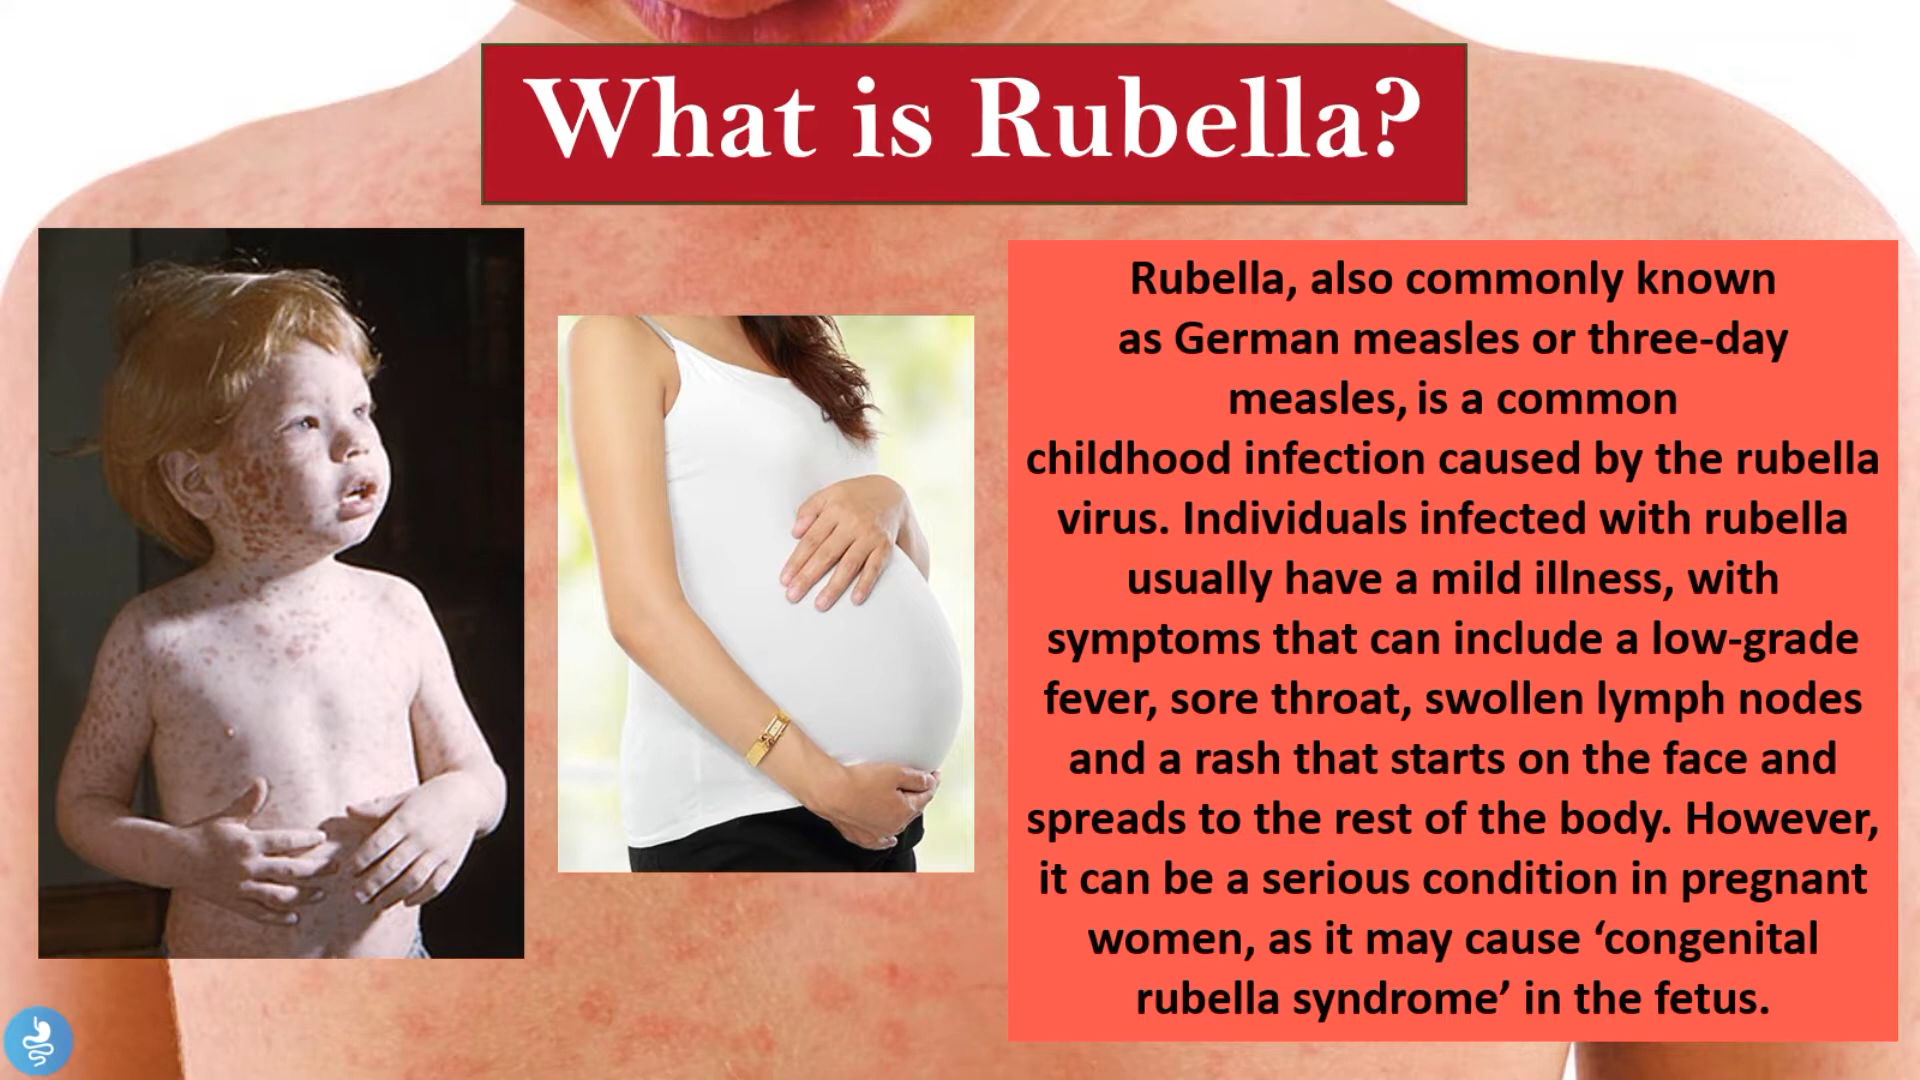 What is Rubella?
Rubella, also commonly known
as German measles or three-day
measles, is a common
childhood infection caused by the rubella
virus. Individuals infected with rubella
usually have a mild illness, with
symptoms that can include a low-grade
fever, sore throat, swollen lymph nodes
and a rash that starts on the face and
spreads to the rest of the body. However,
it can be a serious condition in pregnant
women, as it may cause ‘congenital
rubella syndrome’ in the fetus.